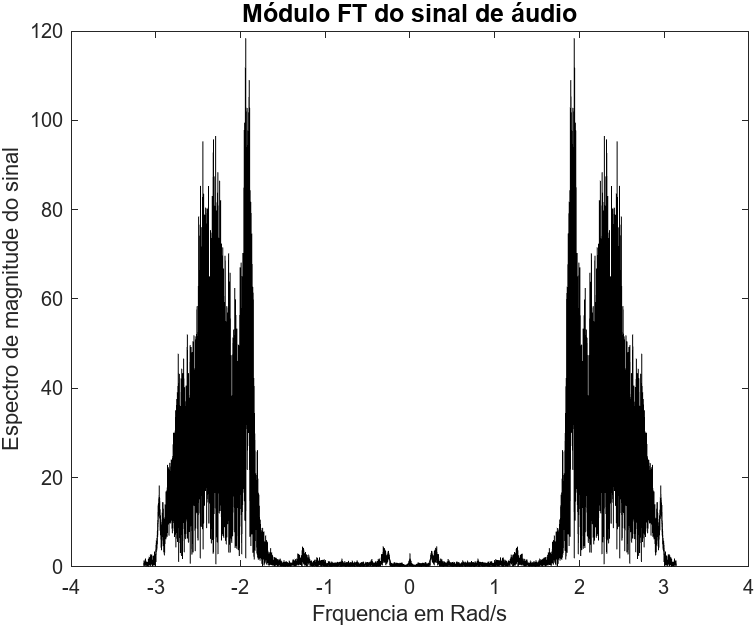 Módulo FT do sinal de áudio
120
100
80
60
40
20
0
Espectro de magnitude do sinal
-4 -3 -2 -1 0 1 2 3 4
Frquencia em Rad/s